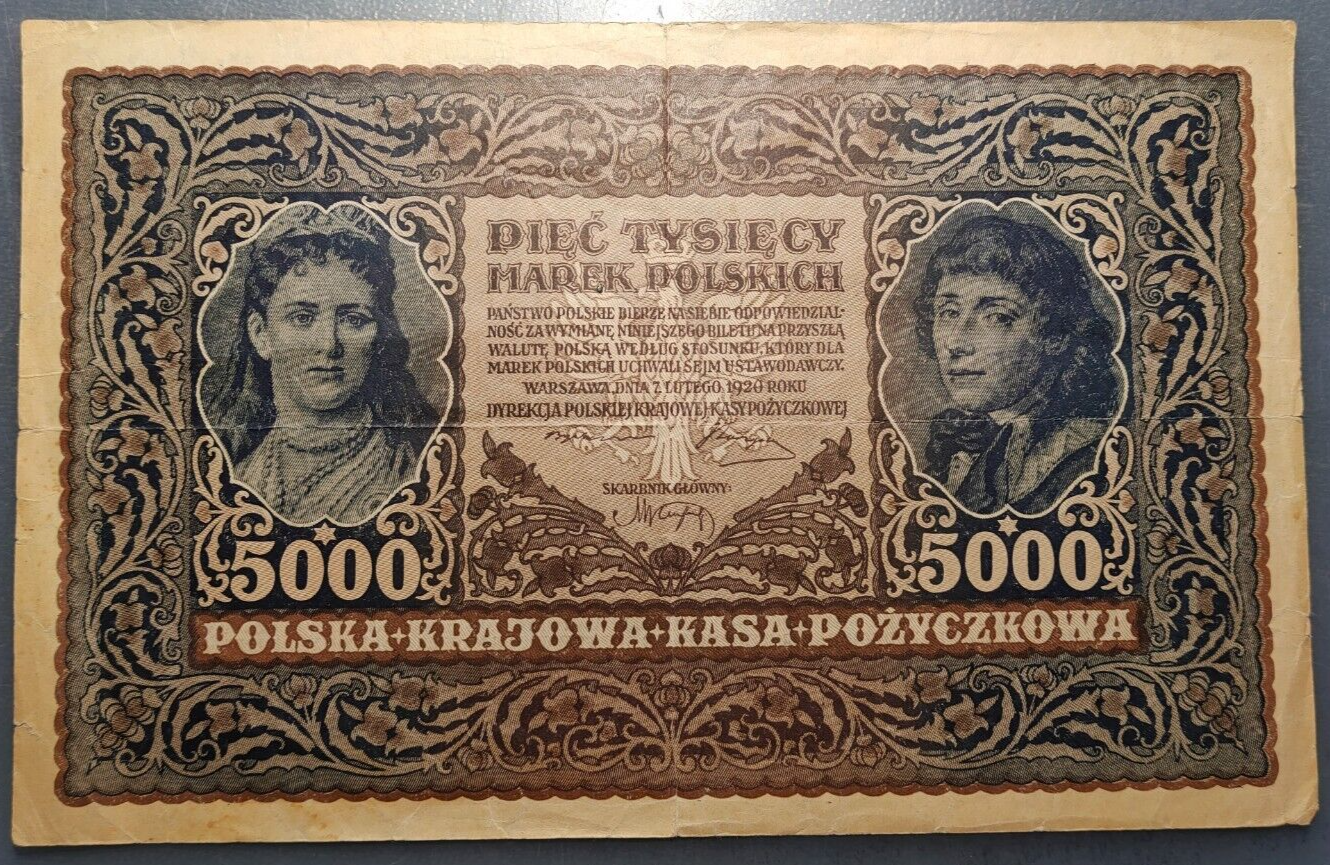 PIĘĆ TYSIĘCY
MAREK POLSKICH
PAŃSTWO POLSKIE BIERZE NA SIEBIE ODPOWIEDZIAL-
NOŚĆ ZA WYMIANĘ NINIEJSZEGO BILETU NA PRZYSZŁĄ
WALUTĘ POLSKĄ WEDŁUG STOSUNKU, KTÓRY DLA
MAREK POLSKICH UCHWALI SEJM USTAWODAWCZY.
WARSZAWA, DNIA 7 LUTEGO 1920 ROKU
DYREKCJA POLSKIEJ KRAJOWEJ KASY POŻYCZKOWEJ
SKARBNIK GŁÓWNY:
5000
5000
POLSKA+KRAJOWA+KASA+POŻYCZKOWA